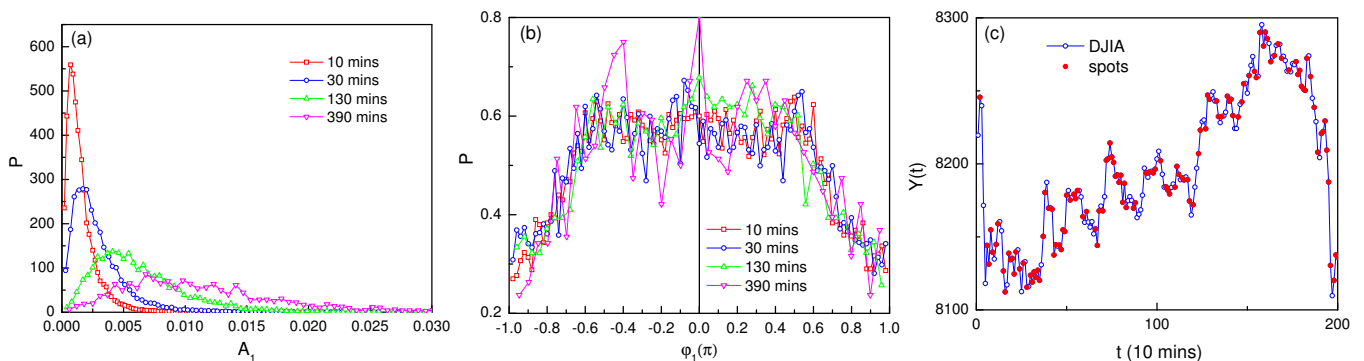 (a)
P
600
500
400
300
200
100
0
0.000 0.005 0.010 0.015 0.020 0.025 0.030
A1
10 mins
30 mins
130 mins
390 mins
(b)
P
0.8
0.6
0.4
0.2
-1.0 -0.8 -0.6 -0.4 -0.2 0.0 0.2 0.4 0.6 0.8 1.0
φ1(π)
10 mins
30 mins
130 mins
390 mins
(c)
Y(t)
8300
8200
8100
0 100 200
t (10 mins)
DJIA
spots